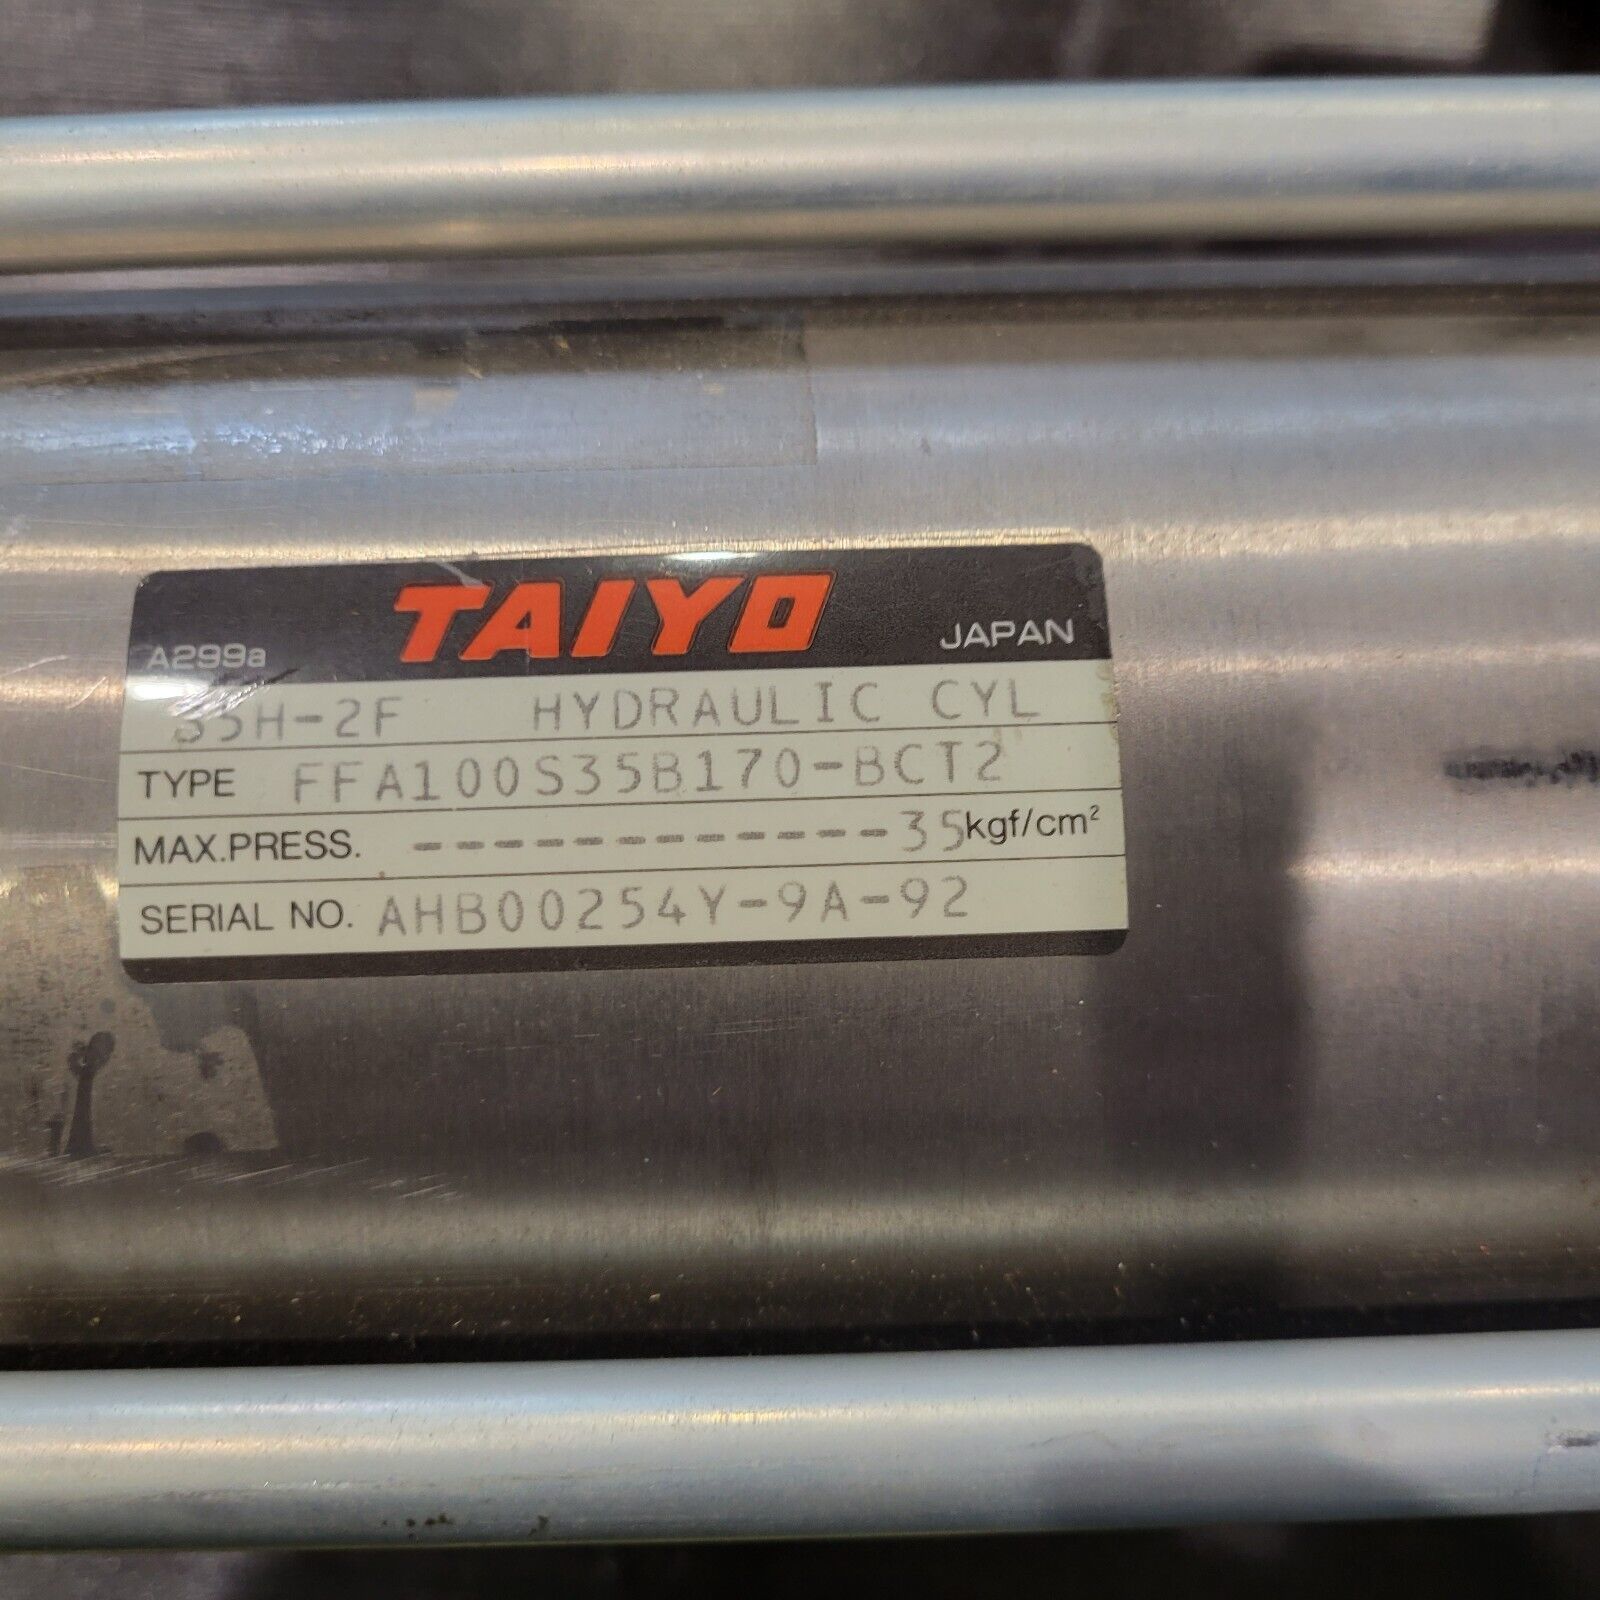 TAIYO
A299a JAPAN
35H-2F HYDRAULIC CYL
TYPE FFA100S35B170-BCT2
MAX.PRESS. -------------35kgf/cm²
SERIAL NO. AHB00254Y-9A-92